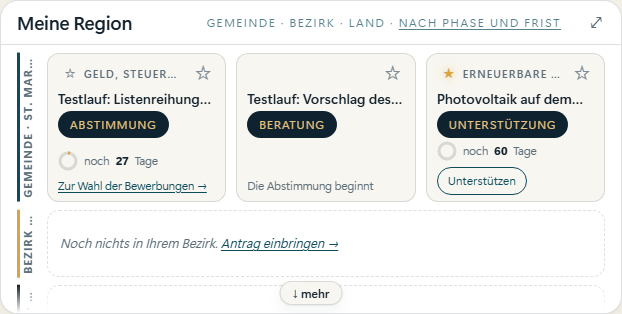 Meine Region
GEMEINDE · BEZIRK · LAND · NACH PHASE UND FRIST
GEMEINDE · ST. MAR…
GELD, STEUER…
Testlauf: Listenreihung…
ABSTIMMUNG
noch 27 Tage
Zur Wahl der Bewerbungen →
Testlauf: Vorschlag des…
BERATUNG
Die Abstimmung beginnt
ERNEUERBARE …
Photovoltaik auf dem…
UNTERSTÜTZUNG
noch 60 Tage
Unterstützen
BEZIRK …
Noch nichts in Ihrem Bezirk. Antrag einbringen →
…
↓ mehr